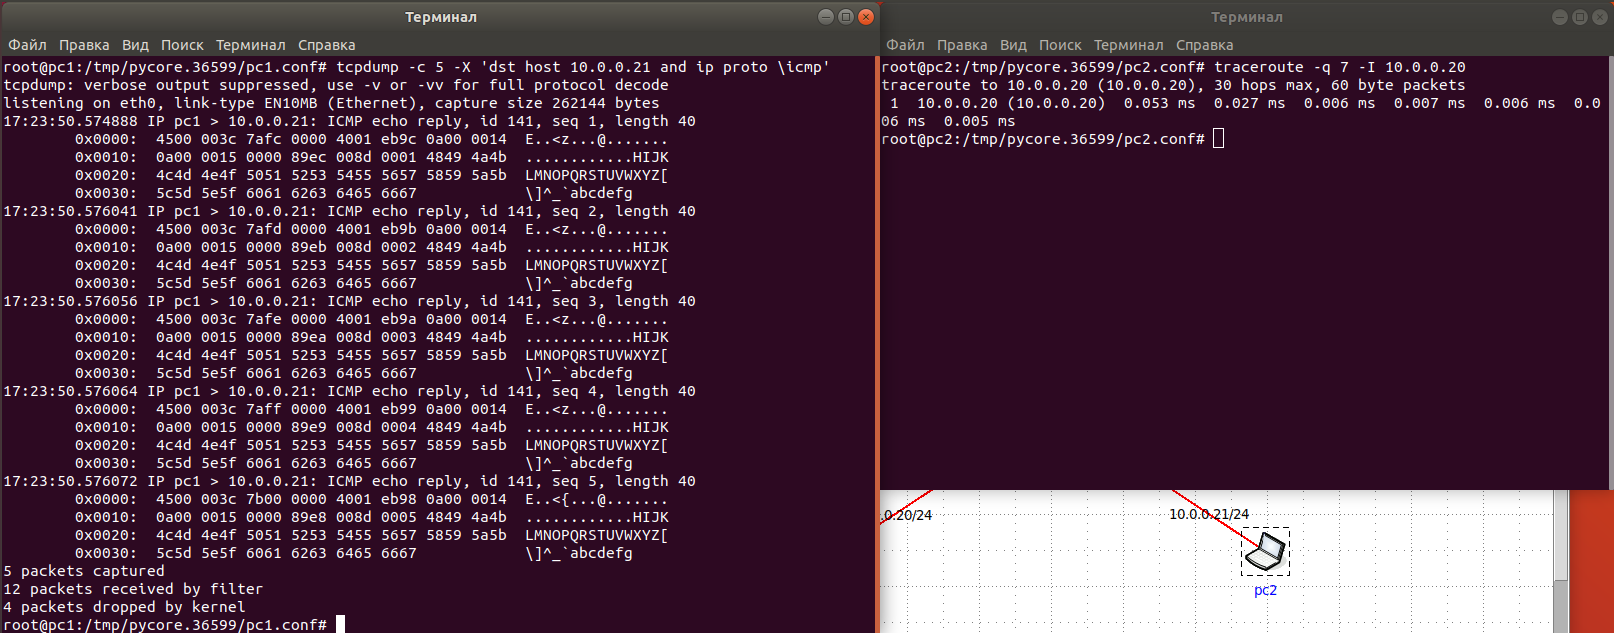 Терминал
Файл Правка Вид Поиск Терминал Справка
root@pc1:/tmp/pycore.36599/pc1.conf# tcpdump -c 5 -X 'dst host 10.0.0.21 and ip proto \icmp'
tcpdump: verbose output suppressed, use -v or -vv for full protocol decode
listening on eth0, link-type EN10MB (Ethernet), capture size 262144 bytes
17:23:50.574888 IP pc1 > 10.0.0.21: ICMP echo reply, id 141, seq 1, length 40
0x0000: 4500 003c 7afc 0000 4001 eb9c 0a00 0014 E..<z...@.......
0x0010: 0a00 0015 0000 89ec 008d 0001 4849 4a4b ............HIJK
0x0020: 4c4d 4e4f 5051 5253 5455 5657 5859 5a5b LMNOPQRSTUVWXYZ[
0x0030: 5c5d 5e5f 6061 6263 6465 6667 \]^_`abcdefg
17:23:50.576041 IP pc1 > 10.0.0.21: ICMP echo reply, id 141, seq 2, length 40
0x0000: 4500 003c 7afd 0000 4001 eb9b 0a00 0014 E..<z...@.......
0x0010: 0a00 0015 0000 89eb 008d 0002 4849 4a4b ............HIJK
0x0020: 4c4d 4e4f 5051 5253 5455 5657 5859 5a5b LMNOPQRSTUVWXYZ[
0x0030: 5c5d 5e5f 6061 6263 6465 6667 \]^_`abcdefg
17:23:50.576056 IP pc1 > 10.0.0.21: ICMP echo reply, id 141, seq 3, length 40
0x0000: 4500 003c 7afe 0000 4001 eb9a 0a00 0014 E..<z...@.......
0x0010: 0a00 0015 0000 89ea 008d 0003 4849 4a4b ............HIJK
0x0020: 4c4d 4e4f 5051 5253 5455 5657 5859 5a5b LMNOPQRSTUVWXYZ[
0x0030: 5c5d 5e5f 6061 6263 6465 6667 \]^_`abcdefg
17:23:50.576064 IP pc1 > 10.0.0.21: ICMP echo reply, id 141, seq 4, length 40
0x0000: 4500 003c 7aff 0000 4001 eb99 0a00 0014 E..<z...@.......
0x0010: 0a00 0015 0000 89e9 008d 0004 4849 4a4b ............HIJK
0x0020: 4c4d 4e4f 5051 5253 5455 5657 5859 5a5b LMNOPQRSTUVWXYZ[
0x0030: 5c5d 5e5f 6061 6263 6465 6667 \]^_`abcdefg
17:23:50.576072 IP pc1 > 10.0.0.21: ICMP echo reply, id 141, seq 5, length 40
0x0000: 4500 003c 7b00 0000 4001 eb98 0a00 0014 E..<{...@.......
0x0010: 0a00 0015 0000 89e8 008d 0005 4849 4a4b ............HIJK
0x0020: 4c4d 4e4f 5051 5253 5455 5657 5859 5a5b LMNOPQRSTUVWXYZ[
0x0030: 5c5d 5e5f 6061 6263 6465 6667 \]^_`abcdefg
5 packets captured
12 packets received by filter
4 packets dropped by kernel
root@pc1:/tmp/pycore.36599/pc1.conf#
Терминал
Файл Правка Вид Поиск Терминал Справка
root@pc2:/tmp/pycore.36599/pc2.conf# traceroute -q 7 -I 10.0.0.20
traceroute to 10.0.0.20 (10.0.0.20), 30 hops max, 60 byte packets
1 10.0.0.20 (10.0.0.20) 0.053 ms 0.027 ms 0.006 ms 0.007 ms 0.006 ms 0.0
06 ms 0.005 ms
root@pc2:/tmp/pycore.36599/pc2.conf#
.0.20/24
10.0.0.21/24
pc2